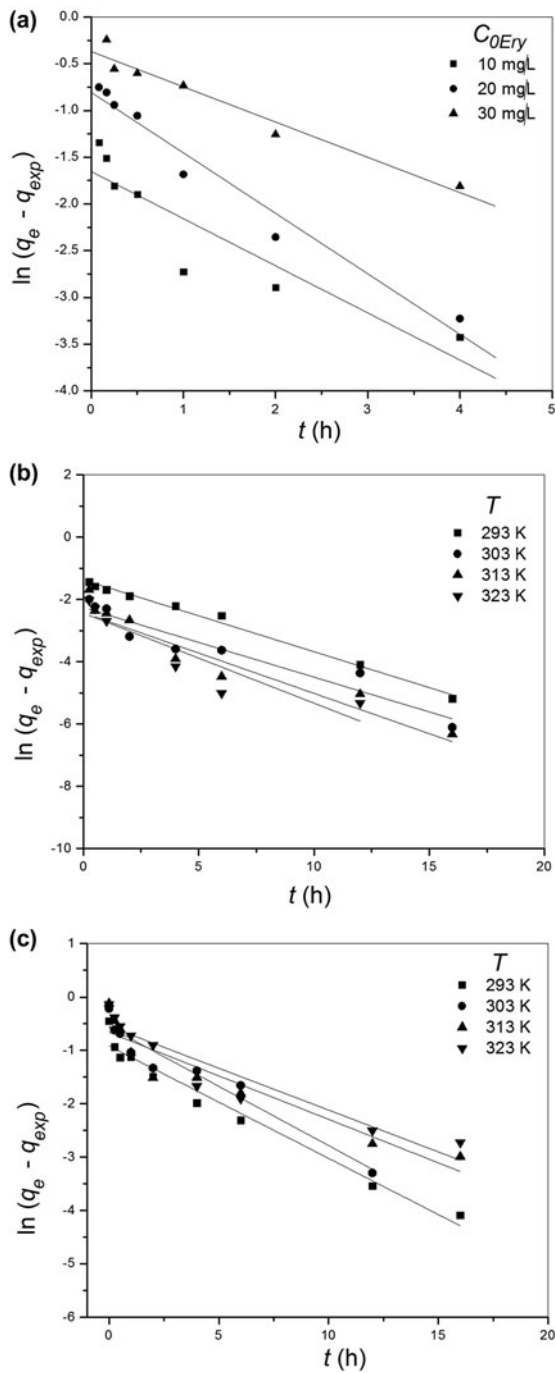 (a)
0.0
-0.5
-1.0
-1.5
-2.0
-2.5
-3.0
-3.5
-4.0
ln (qe - qexp)
C0Ery
10 mg|L
20 mg|L
30 mg|L
0 1 2 3 4 5
t (h)
(b)
2
0
-2
-4
-6
-8
-10
ln (qe - qexp)
T
293 K
303 K
313 K
323 K
0 5 10 15 20
t (h)
(c)
1
0
-1
-2
-3
-4
-5
-6
ln (qe - qexp)
T
293 K
303 K
313 K
323 K
0 5 10 15 20
t (h)